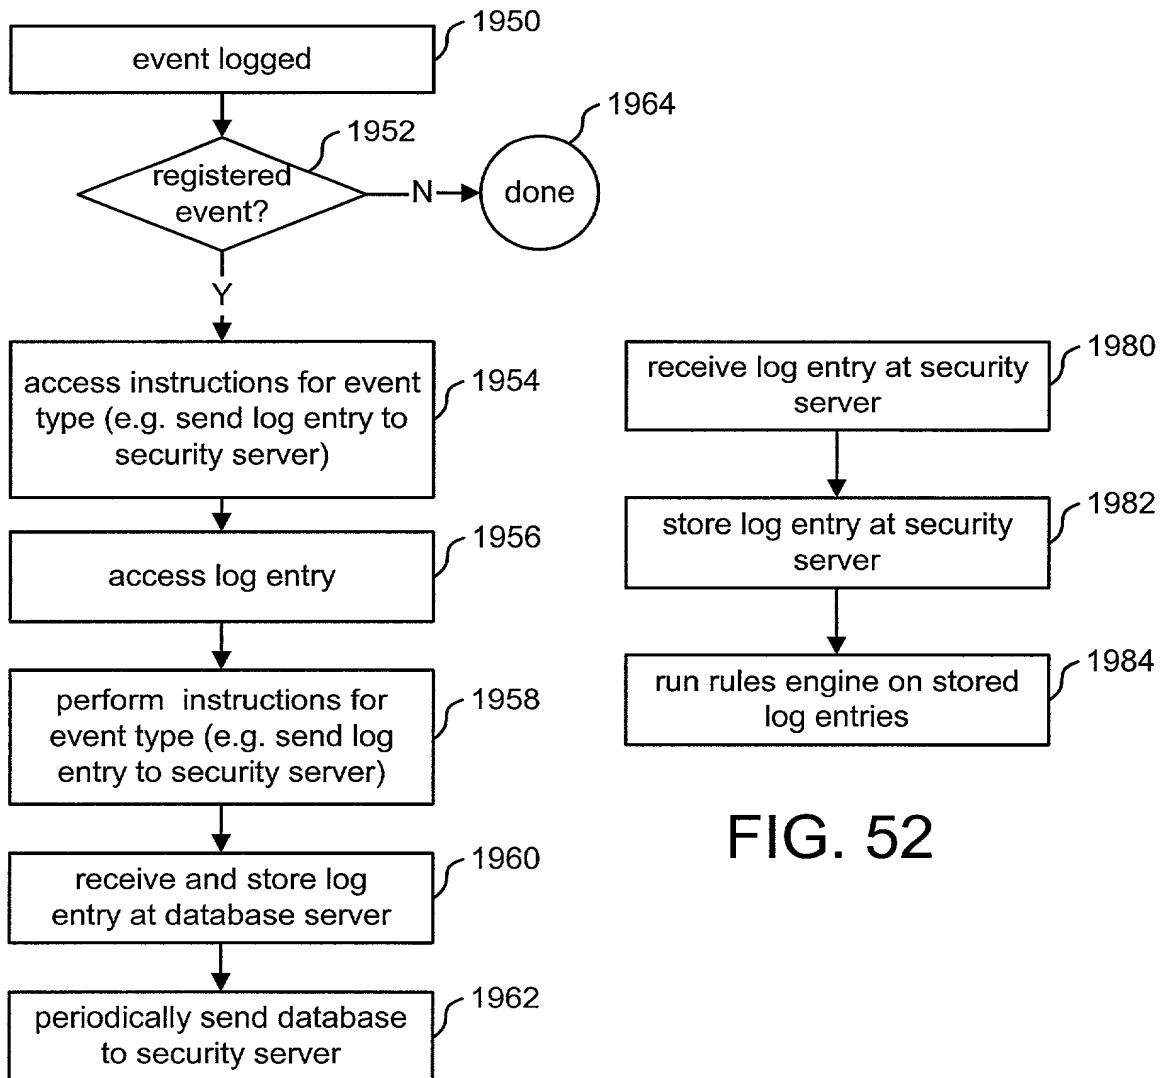 1950
event logged
1952
registered
event?
N
1964
done
Y
access instructions for event
type (e.g. send log entry to
security server)
1954
access log entry
1956
perform instructions for
event type (e.g. send log
entry to security server)
1958
receive and store log
entry at database server
1960
periodically send database
to security server
1962
receive log entry at security
server
1980
store log entry at security
server
1982
run rules engine on stored
log entries
1984
FIG. 52